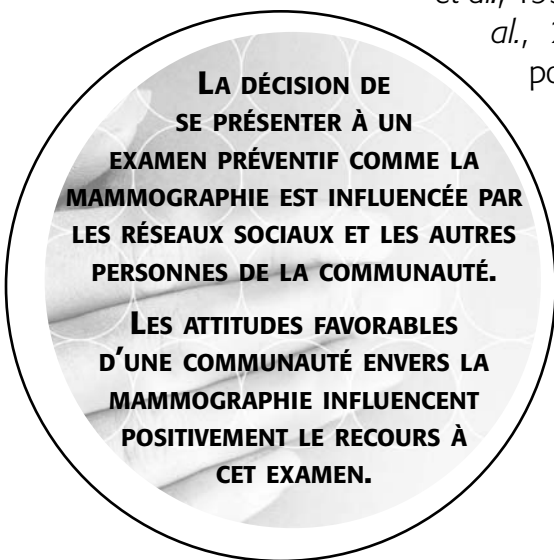 et al., 199
al., 2
po
LA DÉCISION DE
SE PRÉSENTER À UN
EXAMEN PRÉVENTIF COMME LA
MAMMOGRAPHIE EST INFLUENCÉE PAR
LES RÉSEAUX SOCIAUX ET LES AUTRES
PERSONNES DE LA COMMUNAUTÉ.
LES ATTITUDES FAVORABLES
D'UNE COMMUNAUTÉ ENVERS LA
MAMMOGRAPHIE INFLUENCENT
POSITIVEMENT LE RECOURS À
CET EXAMEN.